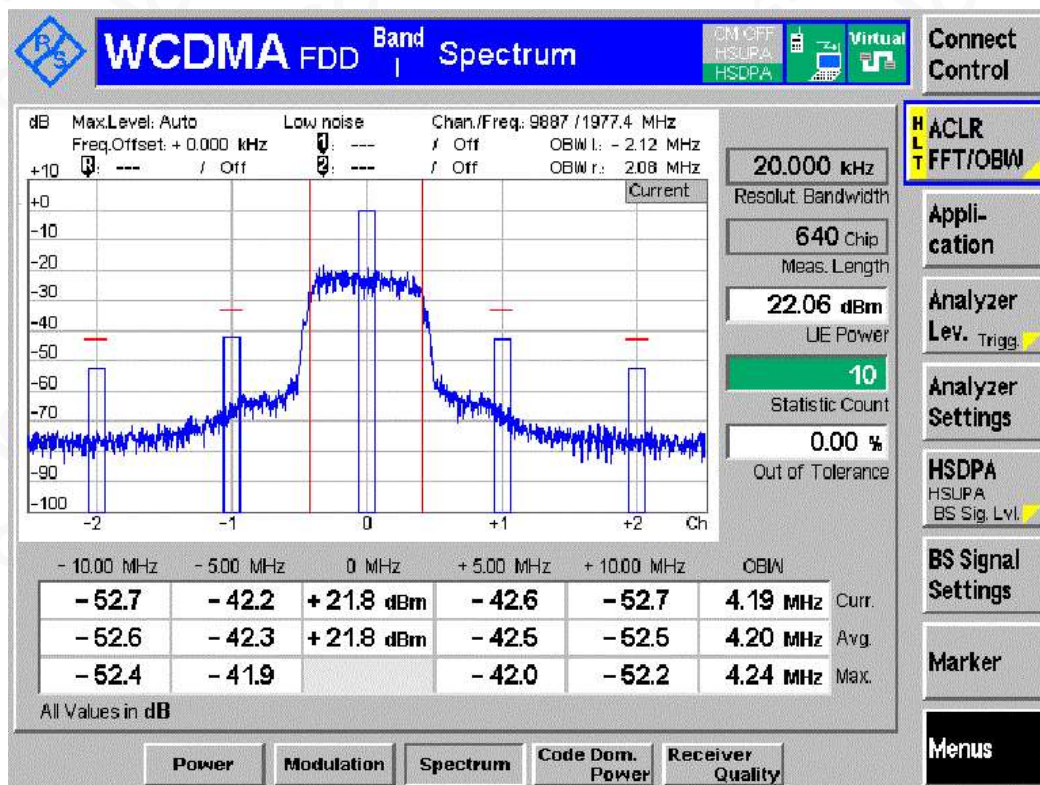 R/S WCDMA FDD Band I Spectrum
CM OFF
HSUPA
HSDPA
Virtual
Connect Control
dB Max.Level: Auto Low noise Chan./Freq.: 9887 / 1977.4 MHz
Freq.Offset: + 0.000 kHz 1: --- / Off OBW l.: - 2.12 MHz
R: --- / Off 2: --- / Off OBW r.: 2.08 MHz
Current
+10
+0
-10
-20
-30
-40
-50
-60
-70
-90
-100
-2 -1 0 +1 +2 Ch
20.000 kHz
Resolut. Bandwidth
640 Chip
Meas. Length
22.06 dBm
UE Power
10
Statistic Count
0.00 %
Out of Tolerance
- 10.00 MHz - 5.00 MHz 0 MHz + 5.00 MHz + 10.00 MHz OBW
- 52.7 - 42.2 + 21.8 dBm - 42.6 - 52.7 4.19 MHz Curr.
- 52.6 - 42.3 + 21.8 dBm - 42.5 - 52.5 4.20 MHz Avg.
- 52.4 - 41.9 - 42.0 - 52.2 4.24 MHz Max.
All Values in dB
HLT
ACLR
FFT/OBW
Appli-
cation
Analyzer
Lev. Trigg.
Analyzer
Settings
HSDPA
HSUPA
BS Sig. Lvl.
BS Signal
Settings
Marker
Menus
Power Modulation Spectrum Code Dom. Power Receiver Quality